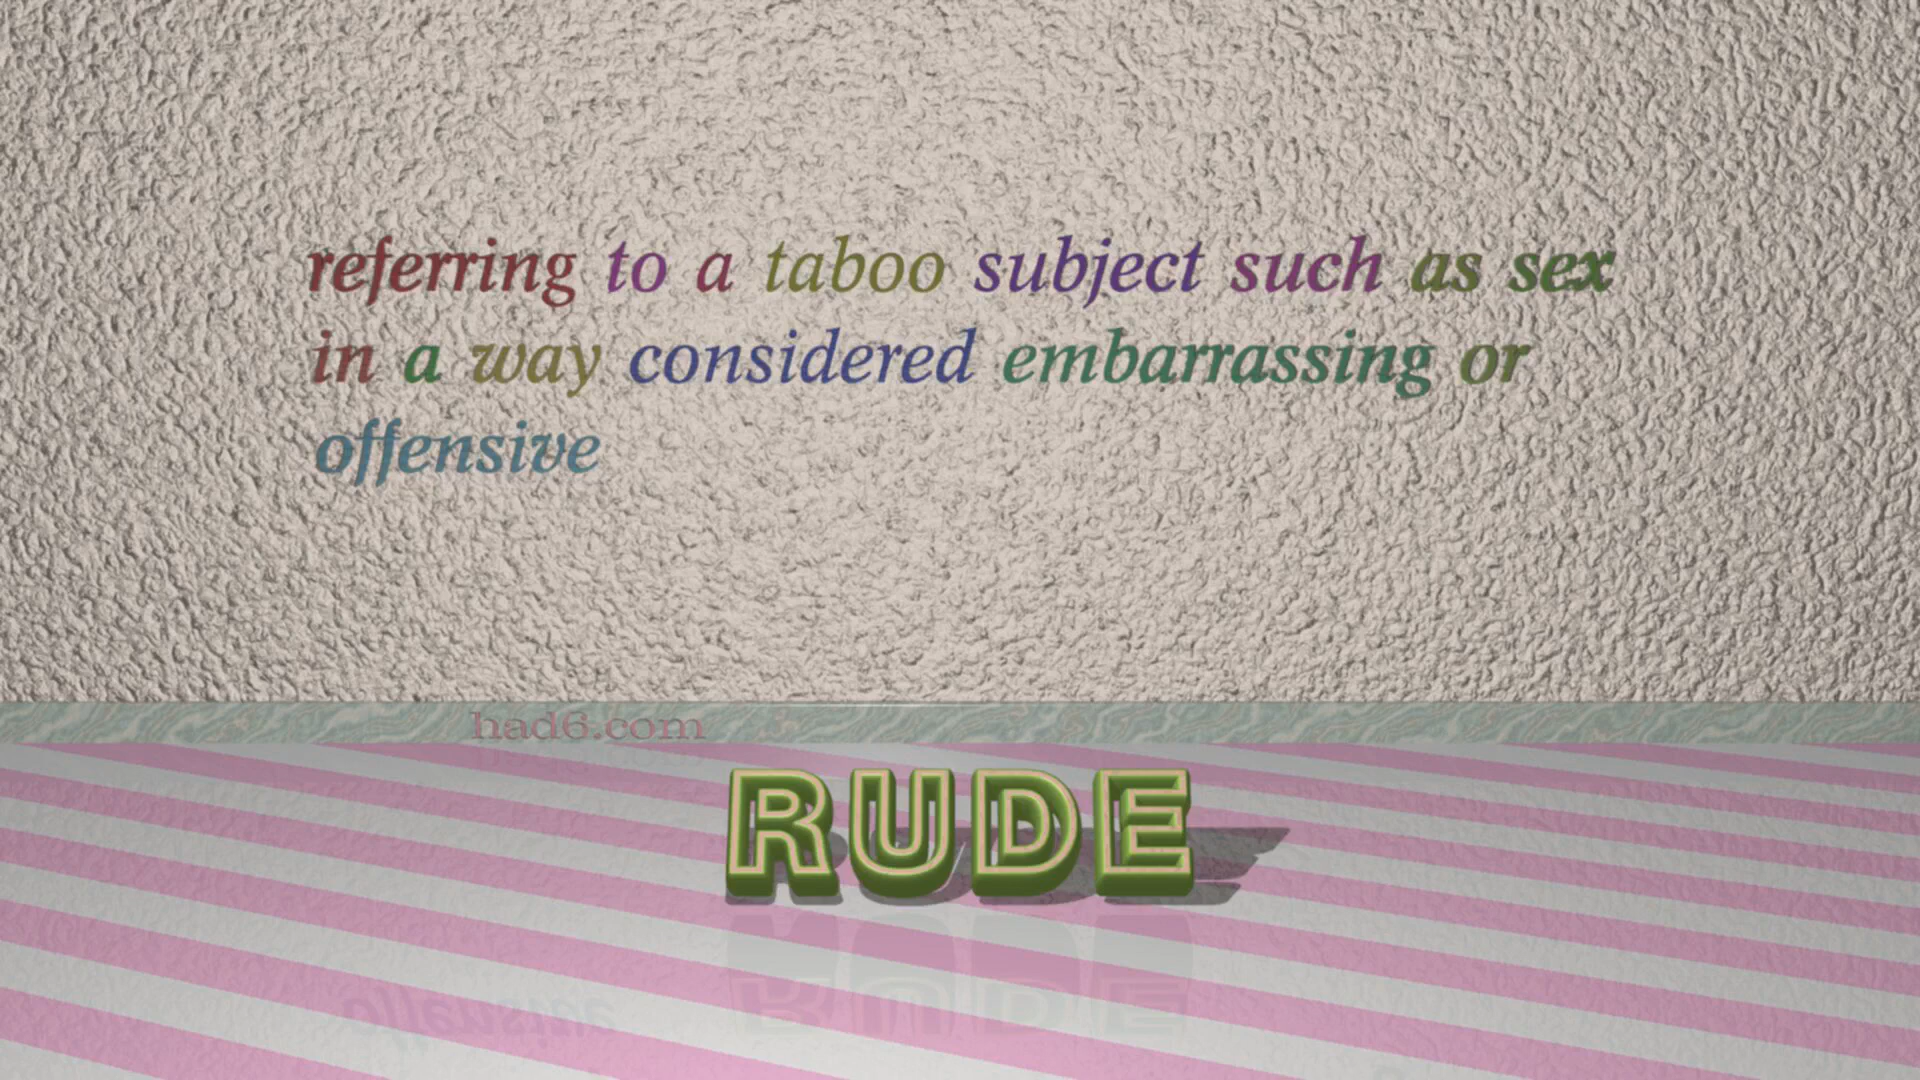 referring to a taboo subject such as sex
in a way considered embarrassing or
offensive
had6.com
RUDE